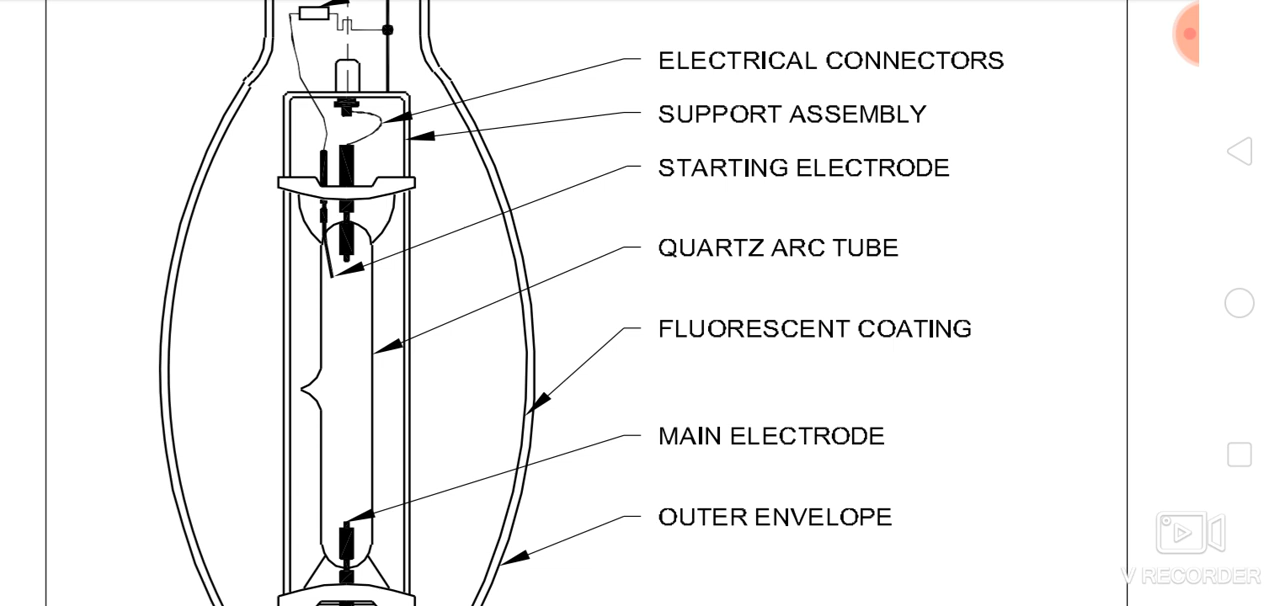 ELECTRICAL CONNECTORS
SUPPORT ASSEMBLY
STARTING ELECTRODE
QUARTZ ARC TUBE
FLUORESCENT COATING
MAIN ELECTRODE
OUTER ENVELOPE
V RECORDER